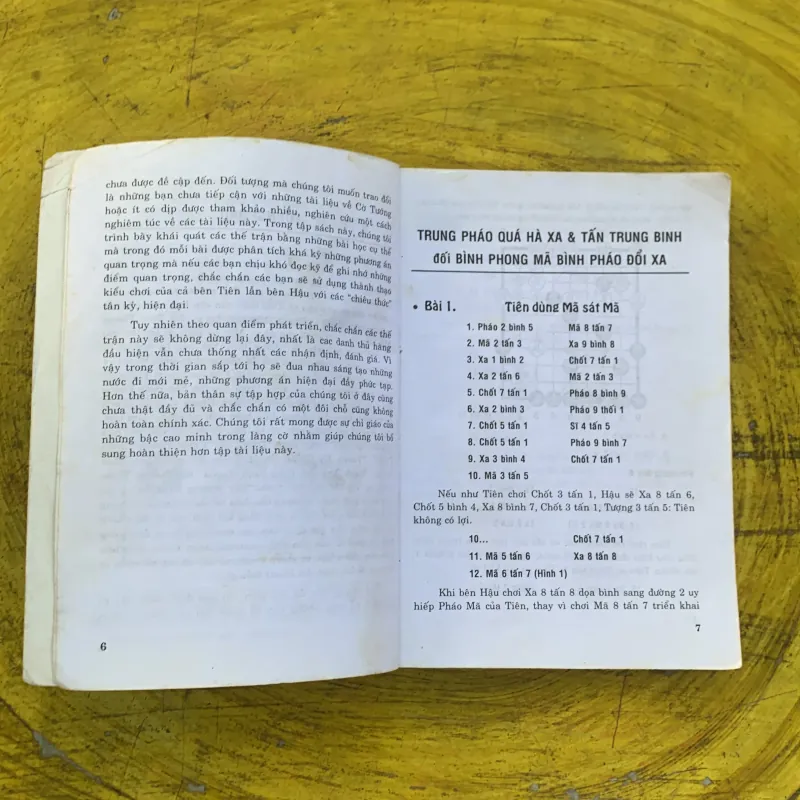 chưa được đề cập đến. Đối tượng mà chúng tôi muốn trao đổi
là những bạn chưa tiếp cận với những tài liệu về Cờ Tướng
hoặc ít có dịp được tham khảo nhiều, nghiên cứu một cách
nghiêm túc về các tài liệu này. Trong tập sách này, chúng tôi
trình bày khái quát các thế trận bằng những bài học cụ thể
mà trong đó mỗi bài được phân tích khá kỹ những phương án
quan trọng mà nếu các bạn chịu khó đọc kỹ để ghi nhớ những
điểm quan trọng, chắc chắn các bạn sẽ sử dụng thành thạo
kiểu chơi của cả bên Tiên lẫn bên Hậu với các "chiêu thức"
tân kỳ, hiện đại.
Tuy nhiên theo quan điểm phát triển, chắc chắn các thế
trận này sẽ không dừng lại đây, nhất là các danh thủ hàng
đầu hiện vẫn chưa thống nhất các nhận định, đánh giá. Vì
vậy trong thời gian sắp tới họ sẽ đua nhau sáng tạo những
nước đi mới mẻ, những phương án hiện đại đầy phức tạp.
Hơn thế nữa, bản thân sự tập hợp của chúng tôi ở đây cũng
chưa thật đầy đủ và chắc chắn có một đôi chỗ cũng không
hoàn toàn chính xác. Chúng tôi rất mong được sự chỉ giáo của
những bậc cao minh trong làng cờ nhằm giúp chúng tôi bổ
sung hoàn thiện hơn tập tài liệu này.
6
TRUNG PHÁO QUÁ HÀ XA & TẤN TRUNG BINH
đối BÌNH PHONG MÃ BÌNH PHÁO ĐỔI XA
• Bài 1. Tiên dùng Mã sát Mã
1. Pháo 2 bình 5 Mã 8 tấn 7
2. Mã 2 tấn 3 Xa 9 bình 8
3. Xa 1 bình 2 Chốt 7 tấn 1
4. Xa 2 tấn 6 Mã 2 tấn 3
5. Chốt 7 tấn 1 Pháo 8 bình 9
6. Xa 2 bình 3 Pháo 9 thối 1
7. Chốt 5 tấn 1 Sĩ 4 tấn 5
8. Chốt 5 tấn 1 Pháo 9 bình 7
9. Xa 3 bình 4 Chốt 7 tấn 1
10. Mã 3 tấn 5
Nếu như Tiên chơi Chốt 3 tấn 1, Hậu sẽ Xa 8 tấn 6,
Chốt 5 bình 4, Xa 8 bình 7, Chốt 3 tấn 1, Tượng 3 tấn 5: Tiên
không có lợi.
10... Chốt 7 tấn 1
11. Mã 5 tấn 6 Xa 8 tấn 8
12. Mã 6 tấn 7 (Hình 1)
Khi bên Hậu chơi Xa 8 tấn 8 dọa bình sang đường 2 uy
hiếp Pháo Mã của Tiên, thay vì chơi Mã 8 tấn 7 triển khai
7